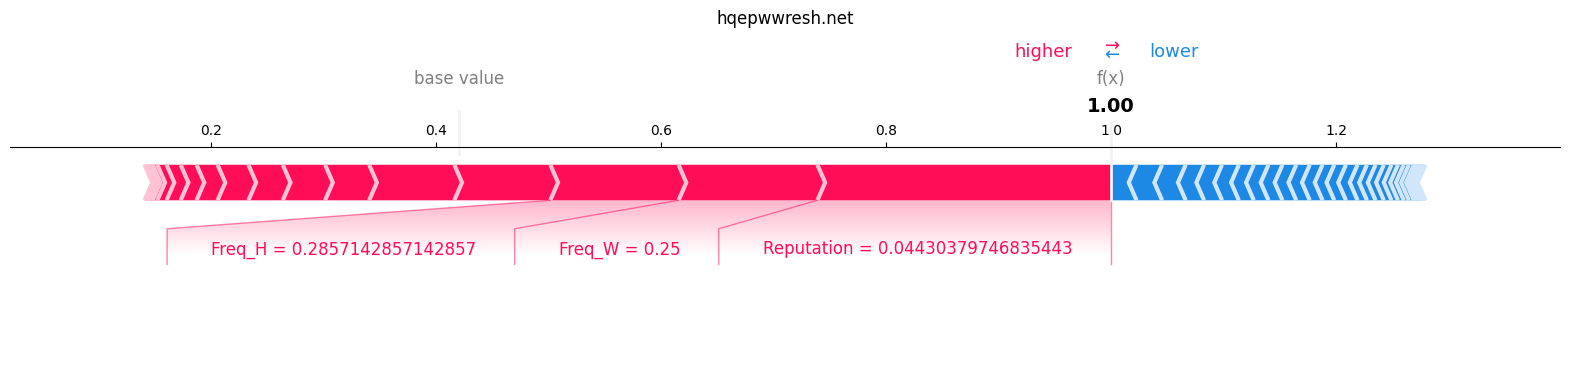 hqepwwresh.net
higher ⇄ lower
base value f(x)
1.00
0.2 0.4 0.6 0.8 1 0 1.2
Freq_H = 0.2857142857142857 Freq_W = 0.25 Reputation = 0.04430379746835443